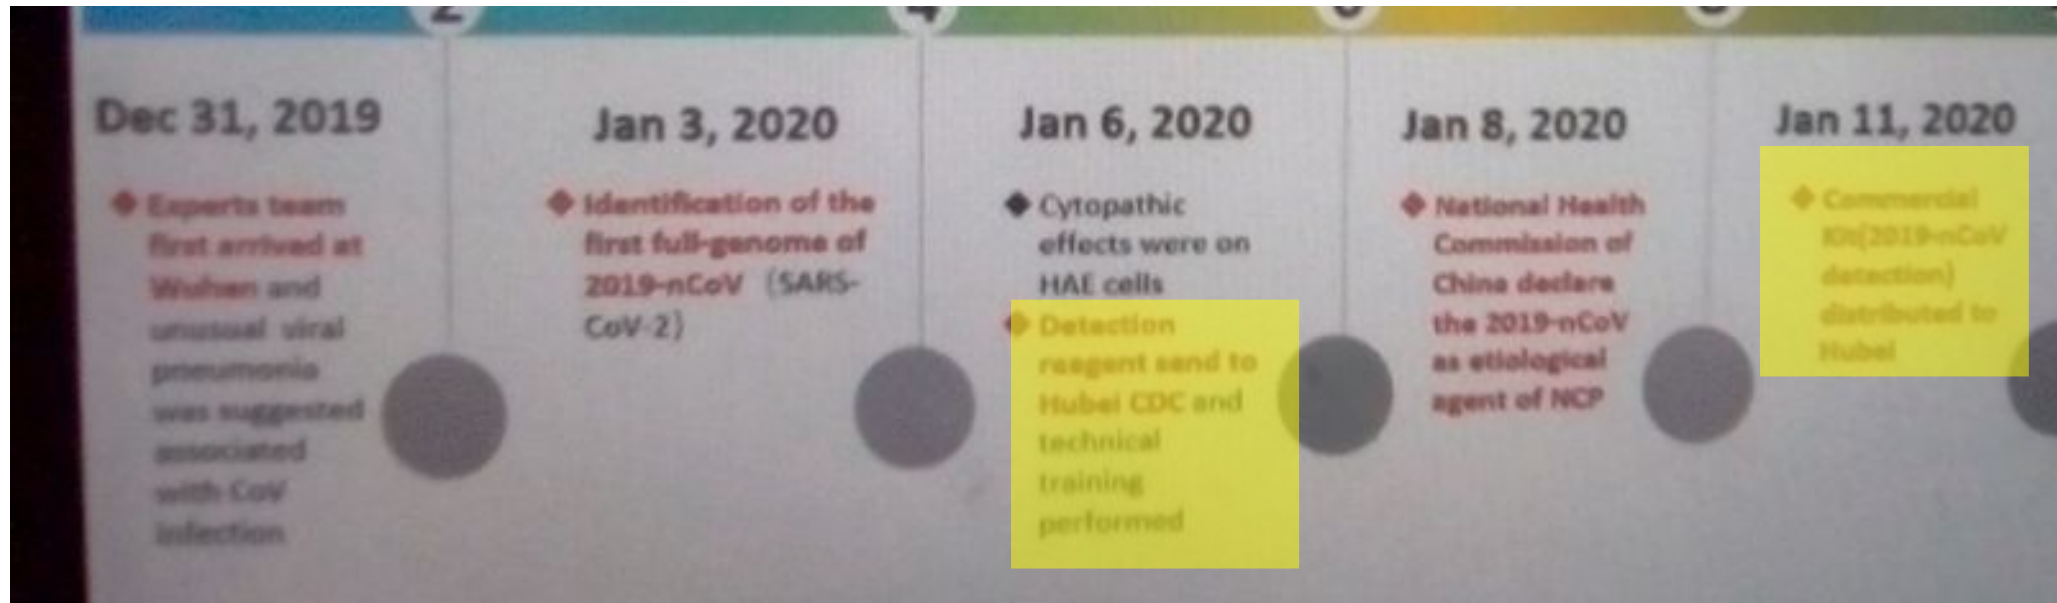 2
4
Dec 31, 2019
◆ Experts team
first arrived at
Wuhan and
unusual viral
pneumonia
was suggested
associated
with CoV
infection
Jan 3, 2020
◆ Identification of the
first full-genome of
2019-nCoV (SARS-
CoV-2)
Jan 6, 2020
◆ Cytopathic
effects were on
HAE cells
◆ Detection
reagent send to
Hubei CDC and
technical
training
performed
Jan 8, 2020
◆ National Health
Commission of
China declare
the 2019-nCoV
as etiological
agent of NCP
Jan 11, 2020
◆ Commercial
Kit(2019-nCoV
detection)
distributed to
Hubei